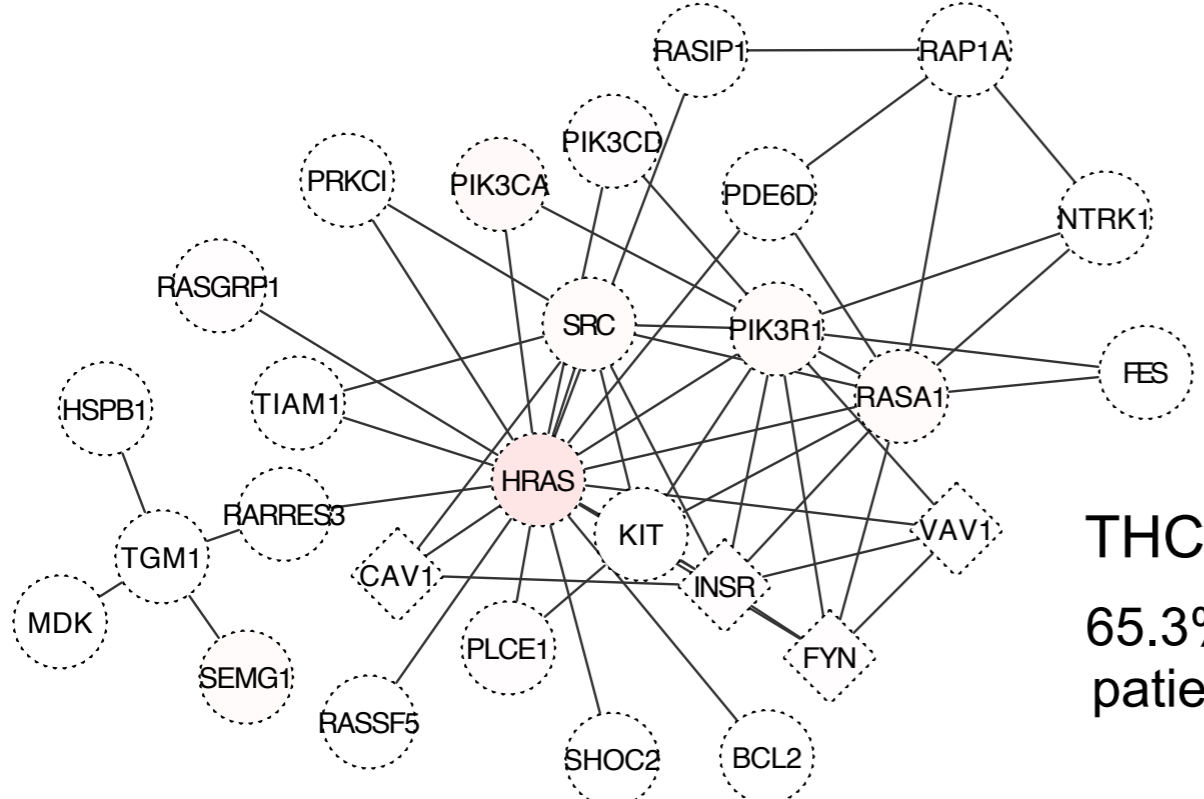 RASIP1
RAP1A
PIK3CD
PRKCI
PIK3CA
PDE6D
NTRK1
RASGRP1
SRC
PIK3R1
FES
HSPB1
TIAM1
RASA1
HRAS
RARRES3
KIT
VAV1
THC
TGM1
CAV1
INSR
MDK
65.3%
PLCE1
FYN
SEMG1
patie
RASSF5
SHOC2
BCL2